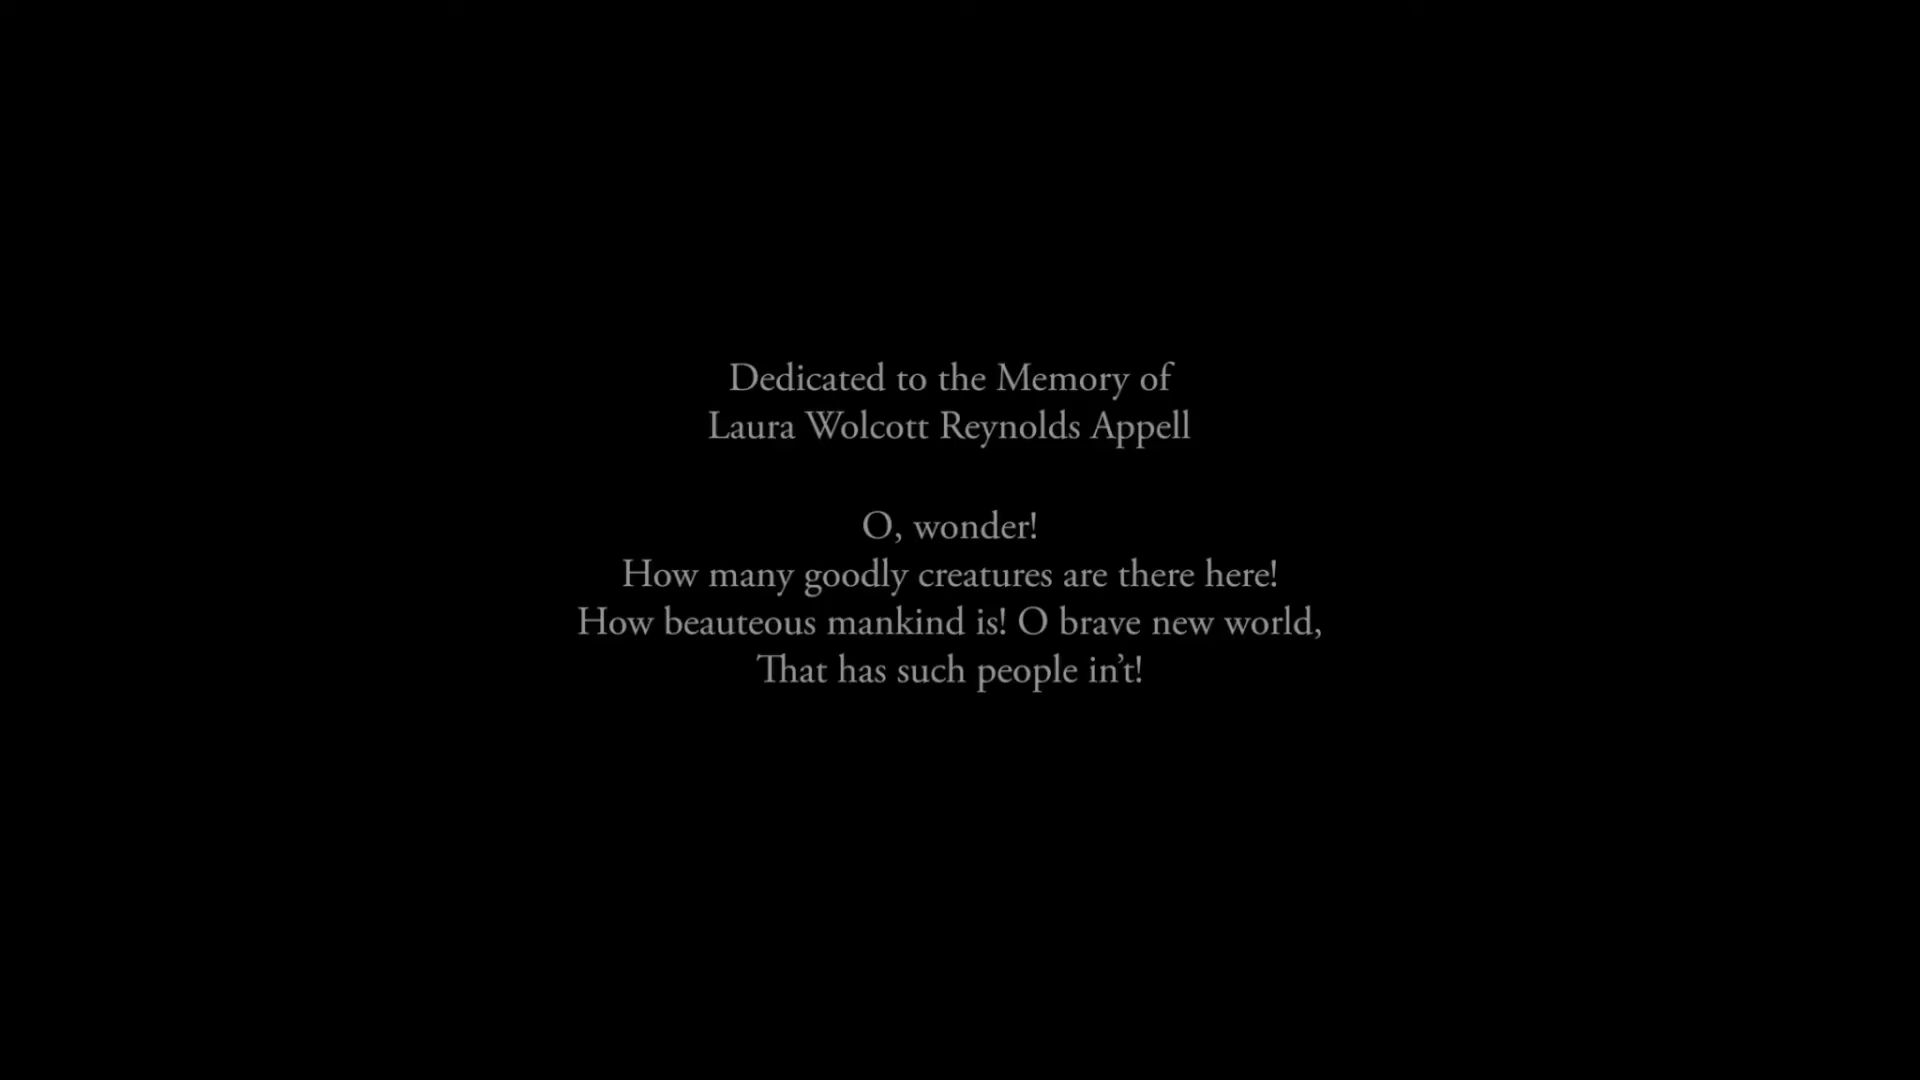 Dedicated to the Memory of
Laura Wolcott Reynolds Appell
O, wonder!
How many goodly creatures are there here!
How beauteous mankind is! O brave new world,
That has such people in’t!